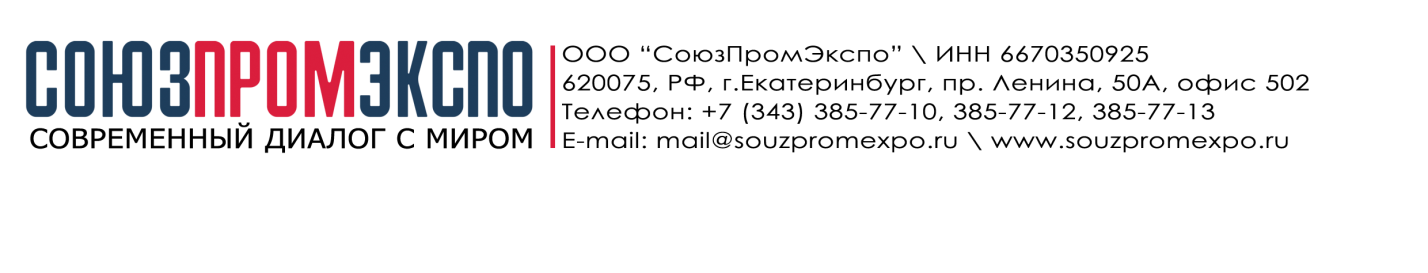 СОЮЗПРОМЭКСПО
СОВРЕМЕННЫЙ ДИАЛОГ С МИРОМ
ООО “СоюзПромЭкспо” \ ИНН 6670350925
620075, РФ, г.Екатеринбург, пр. Ленина, 50А, офис 502
Телефон: +7 (343) 385-77-10, 385-77-12, 385-77-13
E-mail: mail@souzpromexpo.ru \ www.souzpromexpo.ru